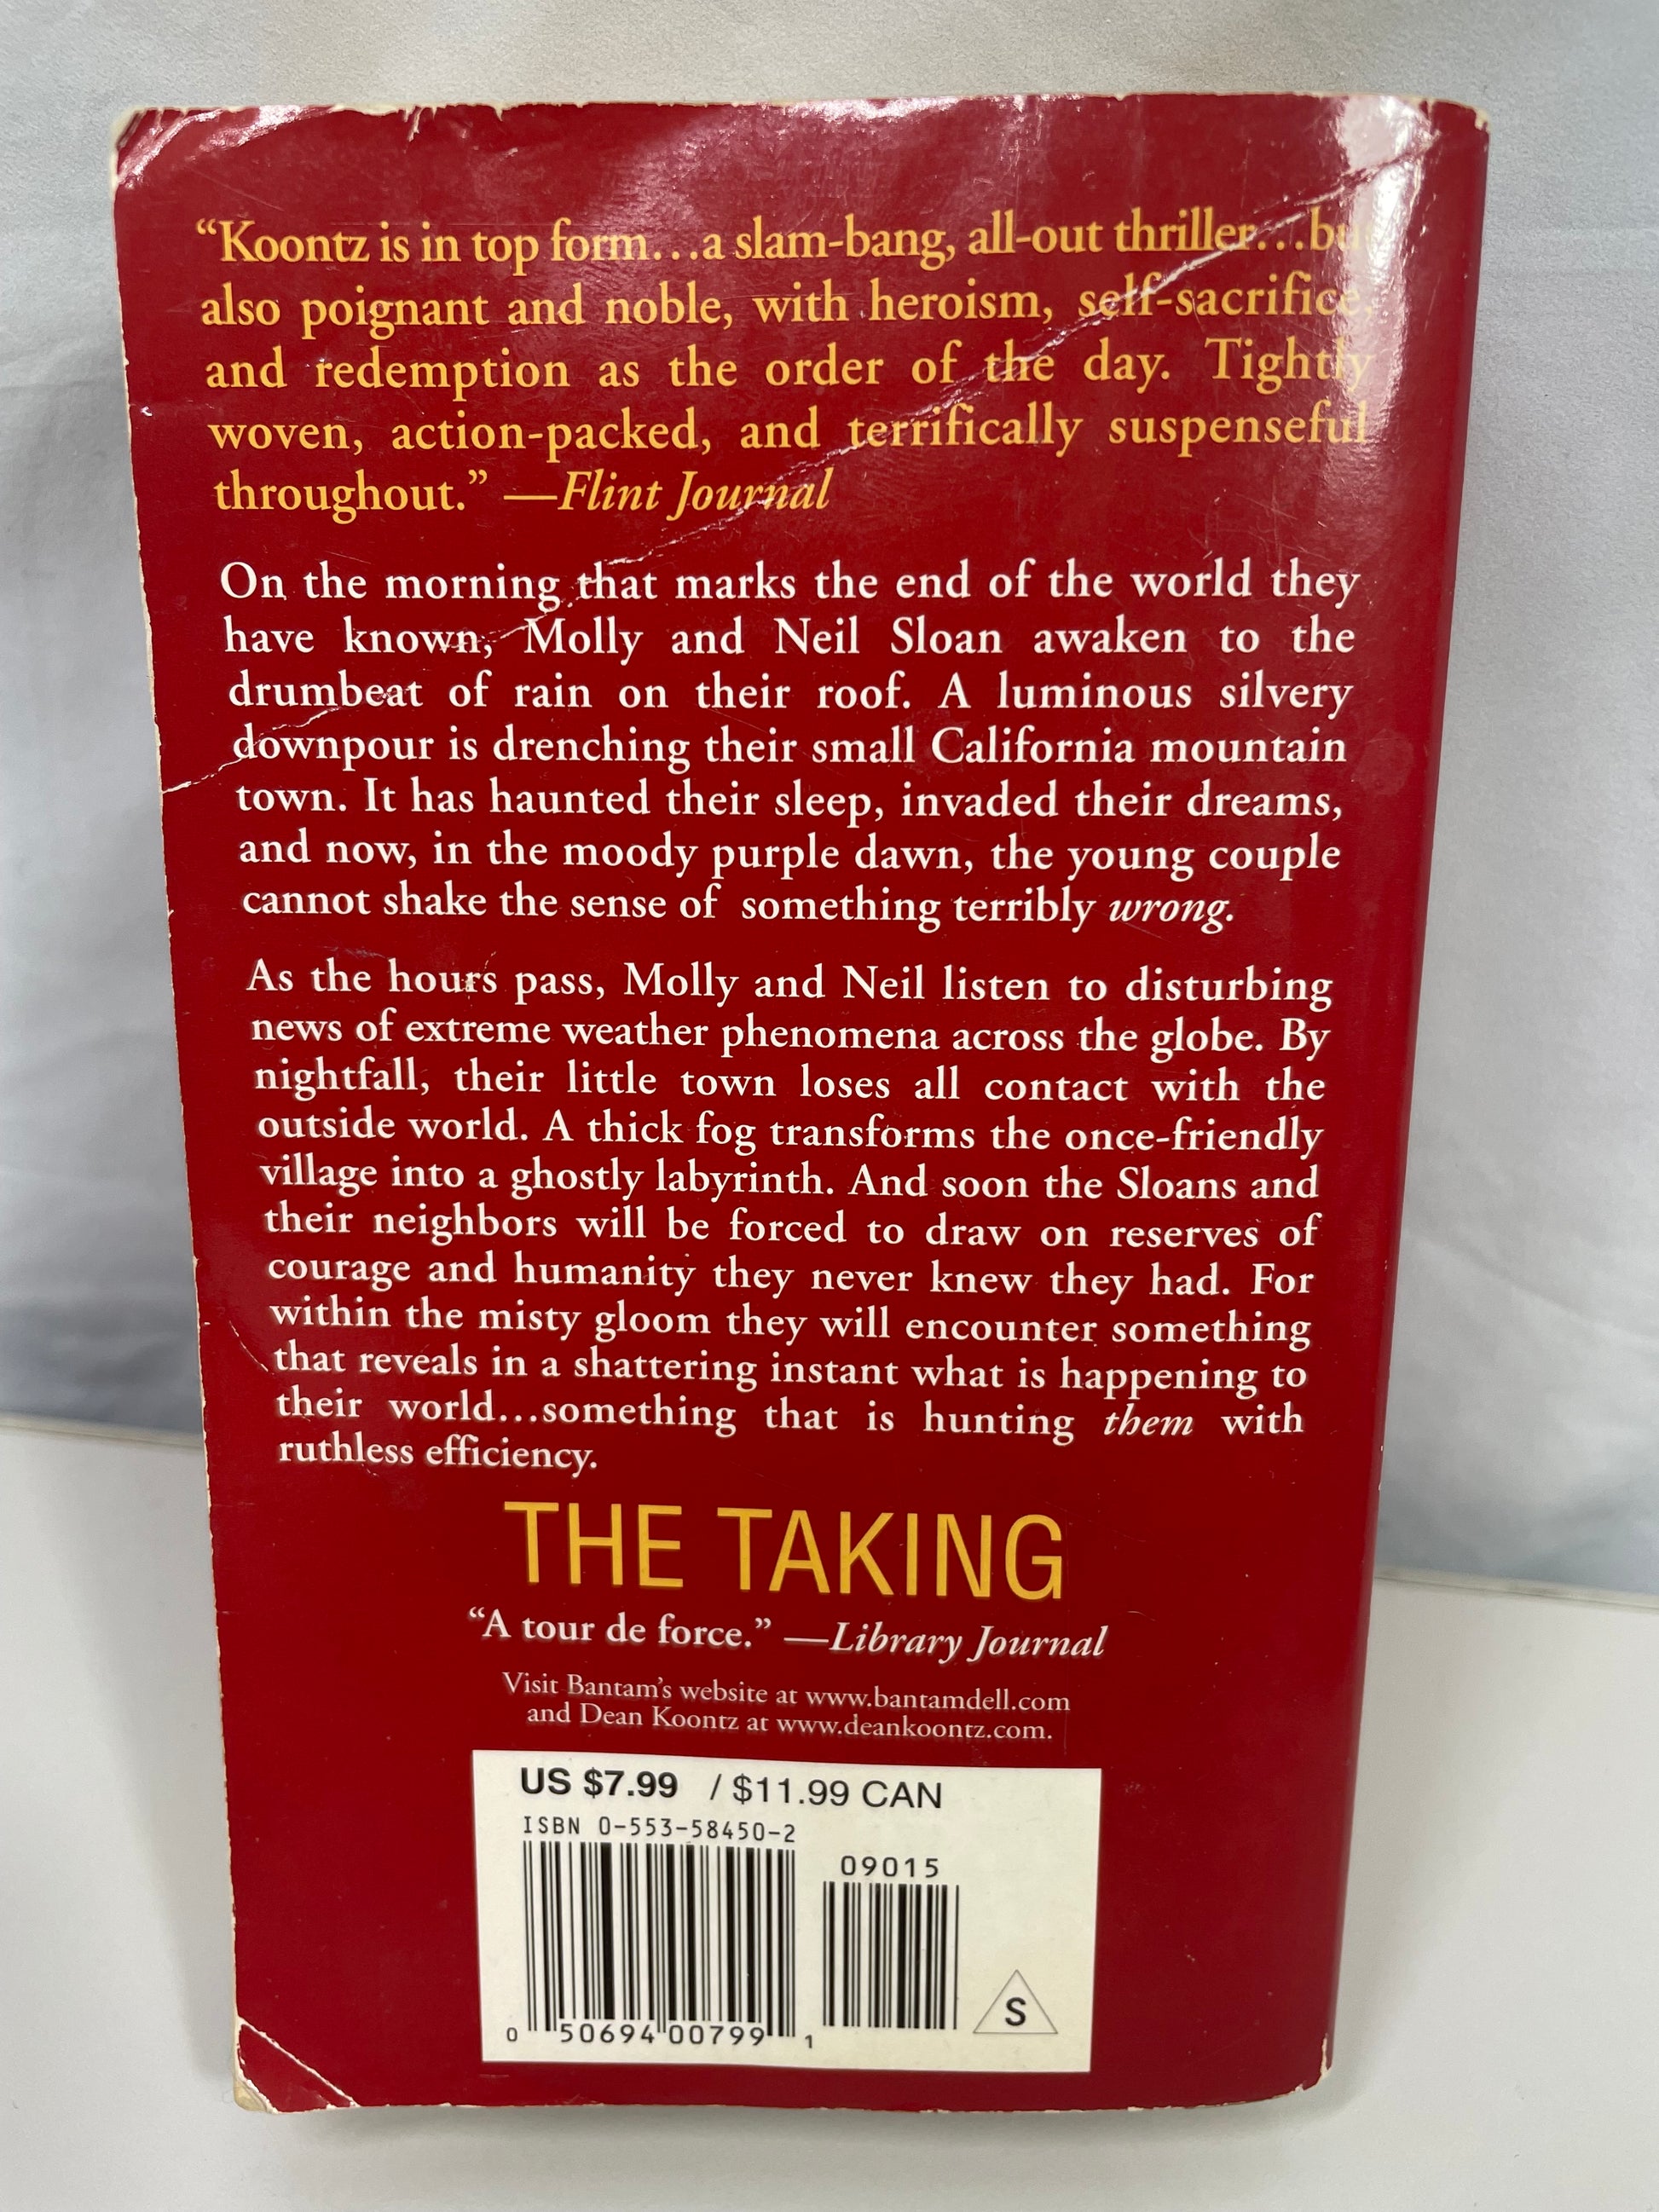 “Koontz is in top form...a slam-bang, all-out thriller...bu
also poignant and noble, with heroism, self-sacrifice,
and redemption as the order of the day. Tightly
woven, action-packed, and terrifically suspenseful
throughout.” —Flint Journal
On the morning that marks the end of the world they
have known, Molly and Neil Sloan awaken to the
drumbeat of rain on their roof. A luminous silvery
downpour is drenching their small California mountain
town. It has haunted their sleep, invaded their dreams,
and now, in the moody purple dawn, the young couple
cannot shake the sense of something terribly wrong.
As the hours pass, Molly and Neil listen to disturbing
news of extreme weather phenomena across the globe. By
nightfall, their little town loses all contact with the
outside world. A thick fog transforms the once-friendly
village into a ghostly labyrinth. And soon the Sloans and
their neighbors will be forced to draw on reserves of
courage and humanity they never knew they had. For
within the misty gloom they will encounter something
that reveals in a shattering instant what is happening to
their world...something that is hunting them with
ruthless efficiency.
THE TAKING
“A tour de force.” —Library Journal
Visit Bantam’s website at www.bantamdell.com
and Dean Koontz at www.deankoontz.com.
US $7.99 / $11.99 CAN
ISBN 0-553-58450-2
09015
S
0 50694 00799 1